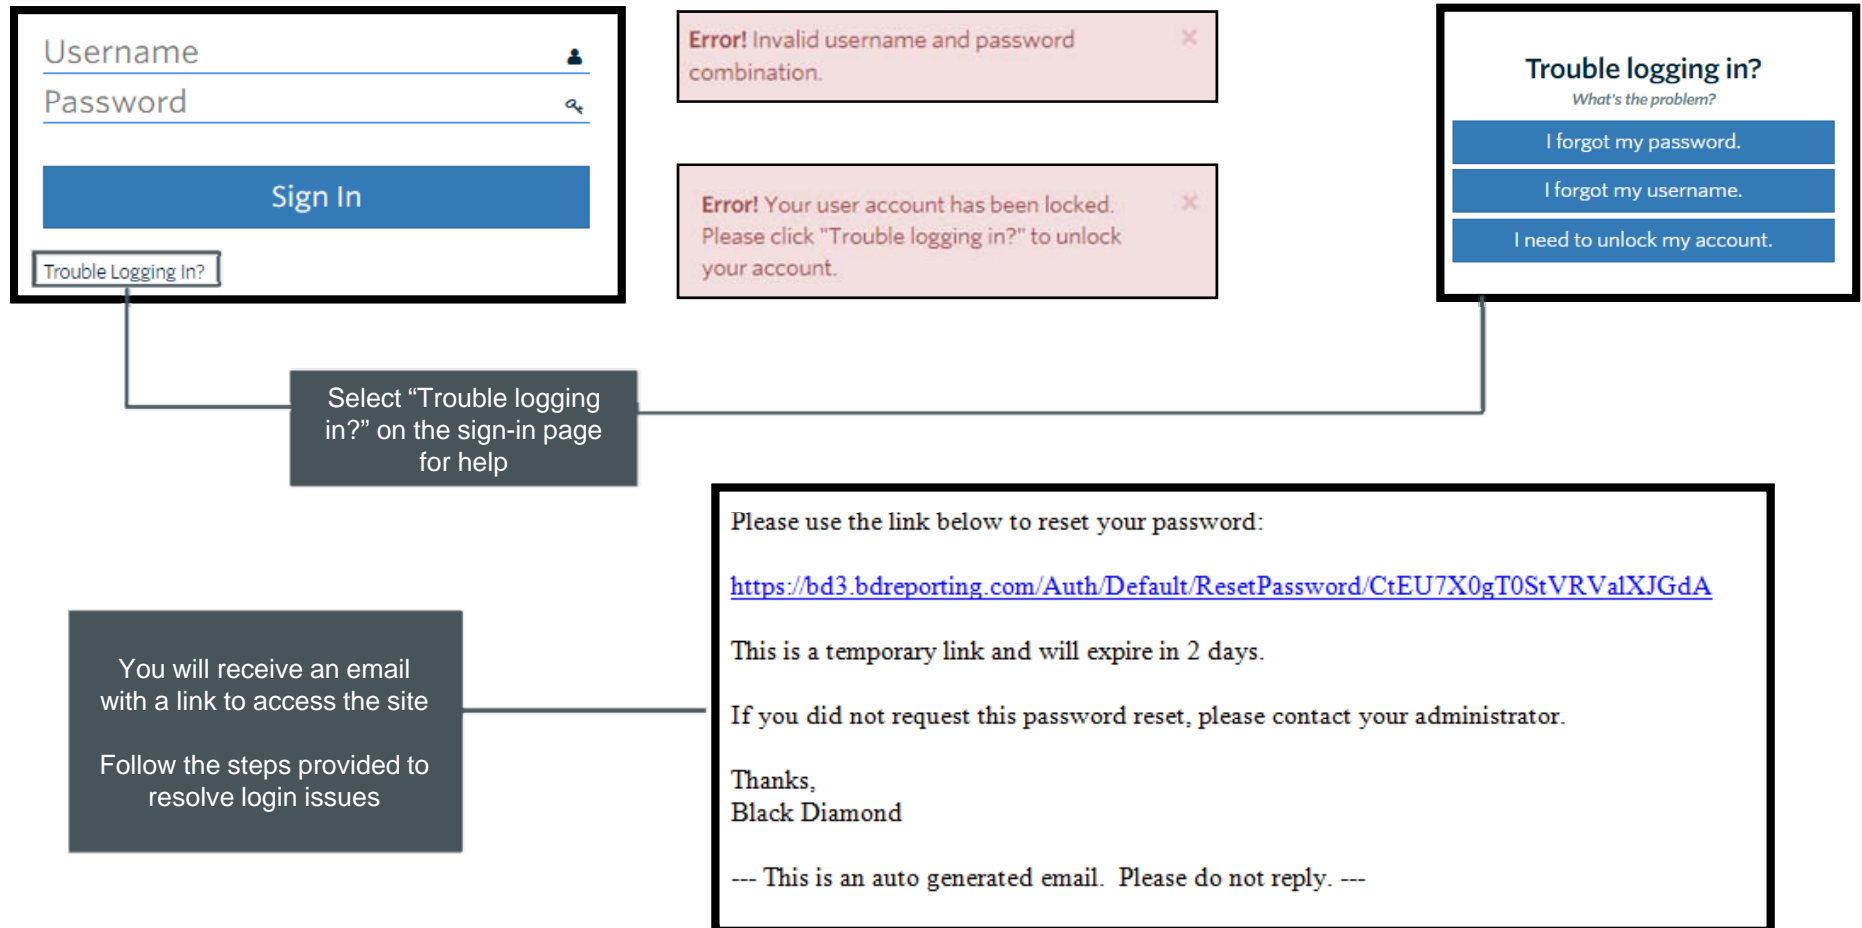 Username
Password
Sign In
Trouble Logging In?
Error! Invalid username and password
combination.
Error! Your user account has been locked.
Please click "Trouble logging in?" to unlock
your account.
Trouble logging in?
What's the problem?
I forgot my password.
I forgot my username.
I need to unlock my account.
Select “Trouble logging
in?” on the sign-in page
for help
You will receive an email
with a link to access the site
Follow the steps provided to
resolve login issues
Please use the link below to reset your password:
https://bd3.bdreporting.com/Auth/Default/ResetPassword/CtEU7X0gT0StVRValXJGdA
This is a temporary link and will expire in 2 days.
If you did not request this password reset, please contact your administrator.
Thanks,
Black Diamond
--- This is an auto generated email.  Please do not reply. ---